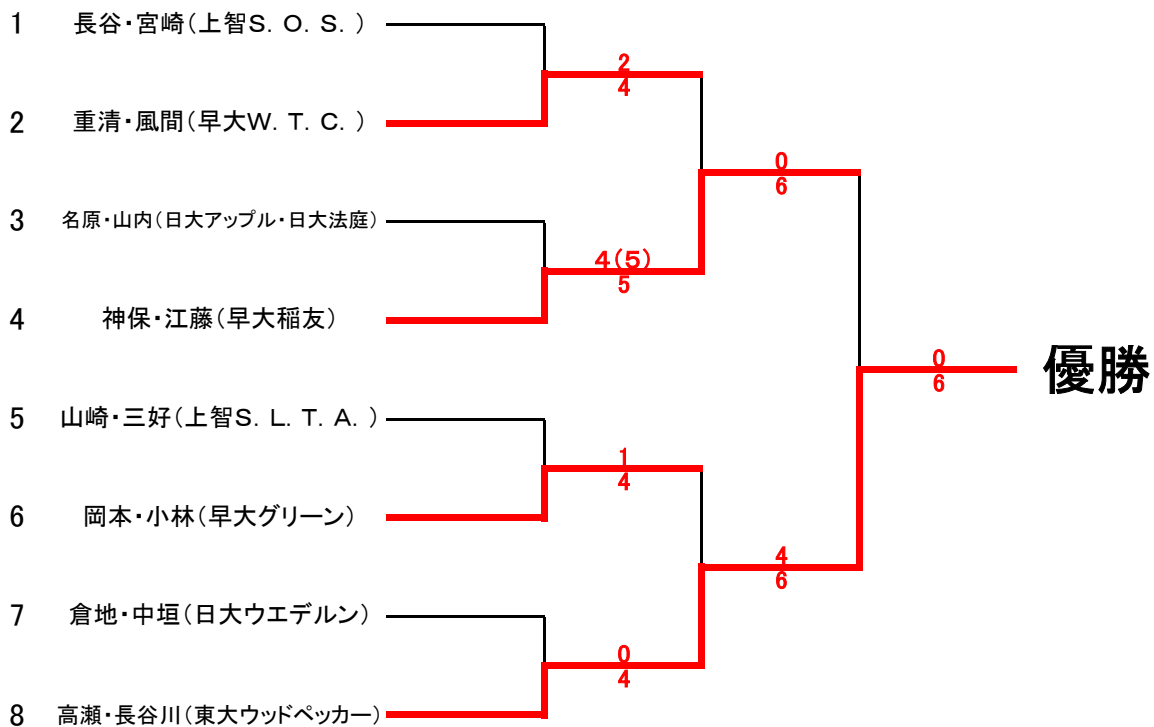 1 長谷・宮崎(上智S．O．S．)
2
4
2 重清・風間(早大W．T．C．)
0
6
3 名原・山内(日大アップル・日大法庭)
4(5)
5
4 神保・江藤(早大稲友)
0
6
優勝
5 山崎・三好(上智S．L．T．A．)
1
4
6 岡本・小林(早大グリーン)
4
6
7 倉地・中垣(日大ウエデルン)
0
4
8 高瀬・長谷川(東大ウッドペッカー)